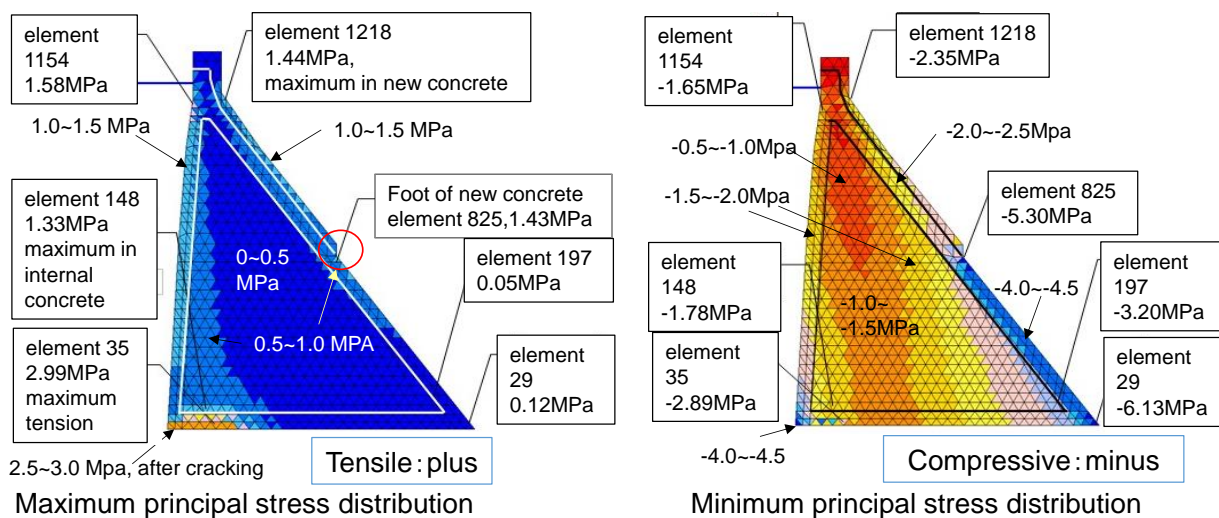 element
1154
1.58MPa
element 1218
1.44MPa,
maximum in new concrete
1.0~1.5 MPa
1.0~1.5 MPa
element 148
1.33MPa
maximum in
internal
concrete
Foot of new concrete
element 825,1.43MPa
0~0.5
MPa
element 197
0.05MPa
0.5~1.0 MPA
element 35
2.99MPa
maximum
tension
element
29
0.12MPa
2.5~3.0 Mpa, after cracking
Tensile：plus
Maximum principal stress distribution
element
1154
-1.65MPa
element 1218
-2.35MPa
-2.0~-2.5Mpa
-0.5~-1.0Mpa
-1.5~-2.0Mpa
element 825
-5.30MPa
element
148
-1.78MPa
-4.0~-4.5
element
197
-3.20MPa
-1.0~
-1.5MPa
element
35
-2.89MPa
element
29
-6.13MPa
-4.0~-4.5
Compressive：minus
Minimum principal stress distribution